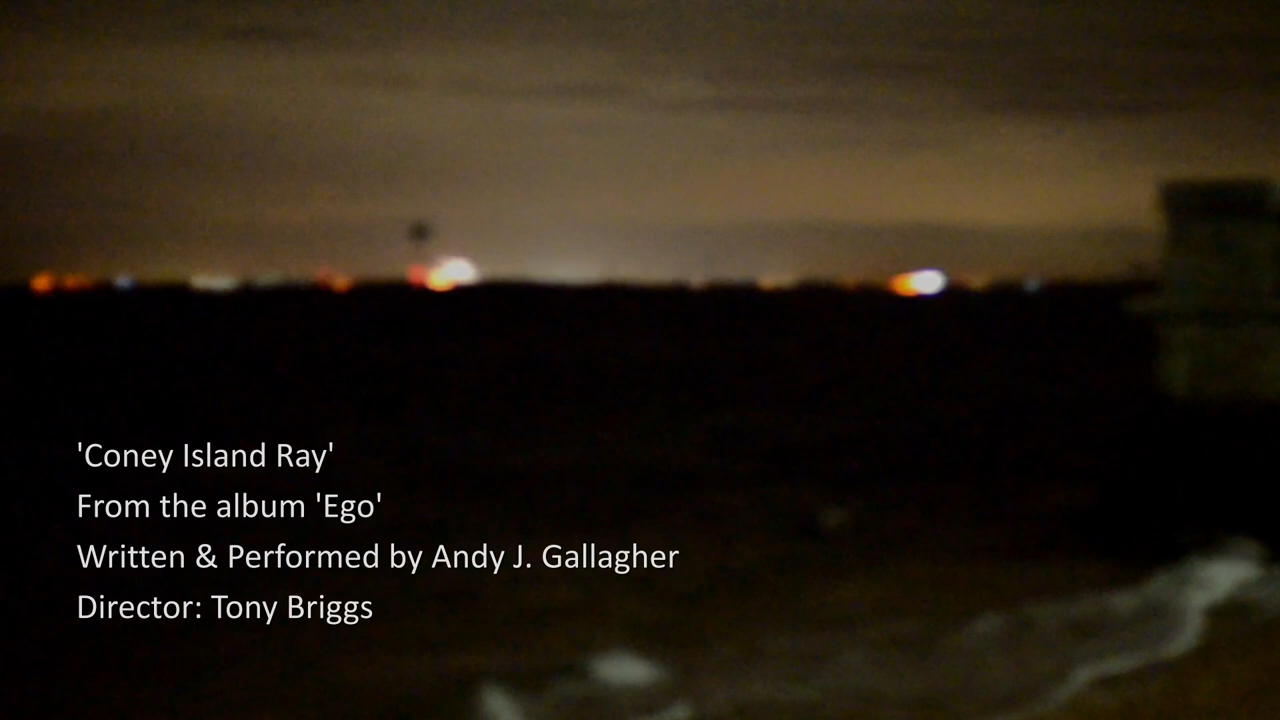 'Coney Island Ray'
From the album 'Ego'
Written & Performed by Andy J. Gallagher
Director: Tony Briggs